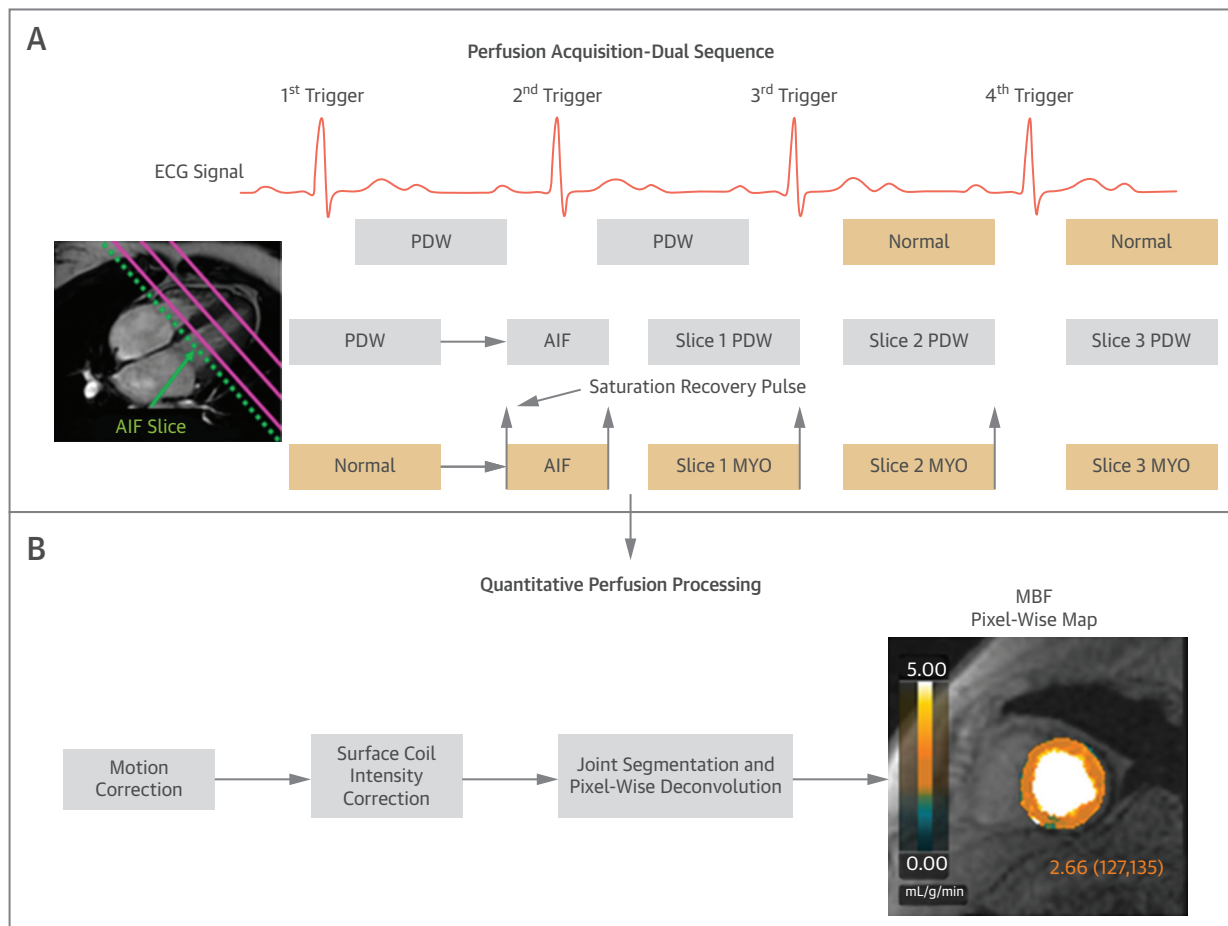 A
Perfusion Acquisition-Dual Sequence
1st Trigger
2nd Trigger
3rd Trigger
4th Trigger
ECG Signal
PDW
PDW
Normal
Normal
PDW
AIF
Slice 1 PDW
Slice 2 PDW
Slice 3 PDW
Saturation Recovery Pulse
AIF Slice
Normal
AIF
Slice 1 MYO
Slice 2 MYO
Slice 3 MYO
B
Quantitative Perfusion Processing
MBF
Pixel-Wise Map
Motion
Correction
Surface Coil
Intensity
Correction
Joint Segmentation and
Pixel-Wise Deconvolution
5.00
0.00
mL/g/min
2.66 (127,135)